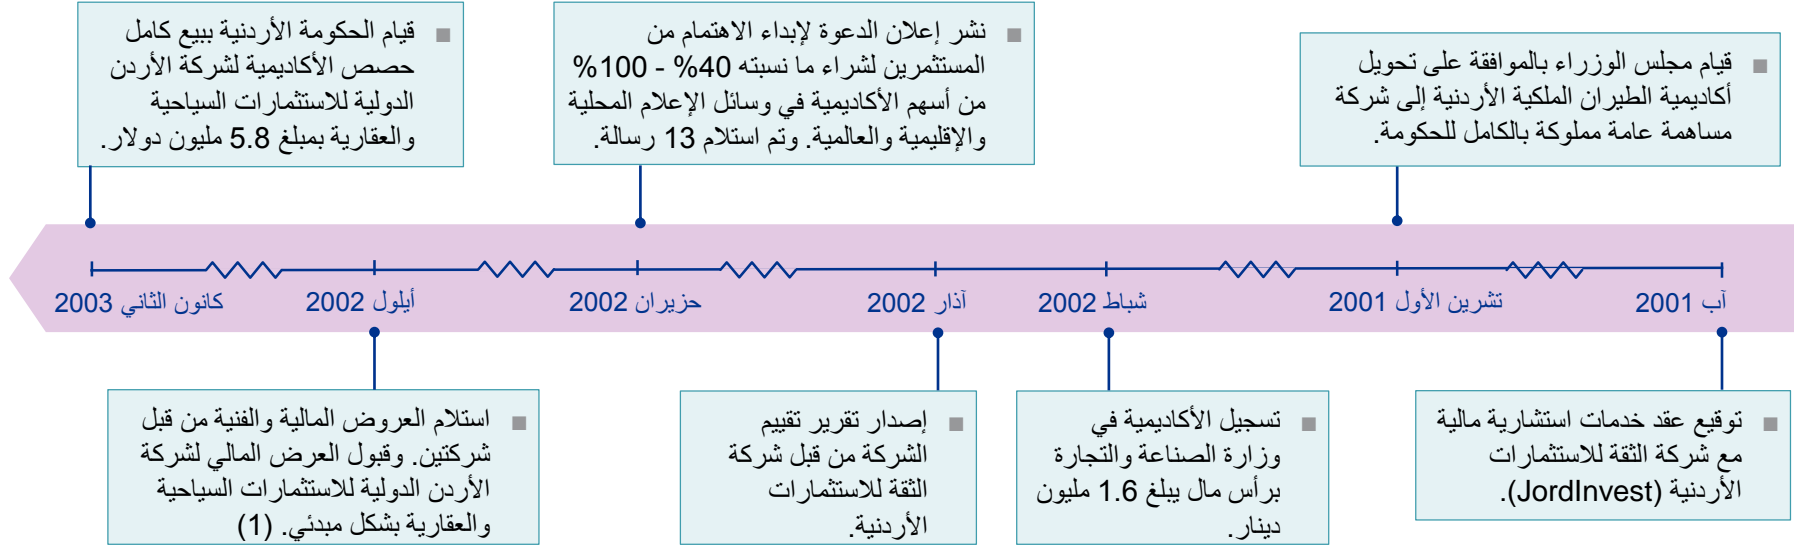 قيام مجلس الوزراء بالموافقة على تحويل
أكاديمية الطيران الملكية الأردنية إلى شركة
مساهمة عامة مملوكة بالكامل للحكومة.
نشر إعلان الدعوة لإبداء الاهتمام من
المستثمرين لشراء ما نسبته 40% - 100%
من أسهم الأكاديمية في وسائل الإعلام المحلية
والإقليمية والعالمية. وتم استلام 13 رسالة.
قيام الحكومة الأردنية ببيع كامل
حصص الأكاديمية لشركة الأردن
الدولية للاستثمارات السياحية
والعقارية بمبلغ 5.8 مليون دولار.
آب 2001
تشرين الأول 2001
شباط 2002
آذار 2002
حزيران 2002
أيلول 2002
كانون الثاني 2003
توقيع عقد خدمات استشارية مالية
مع شركة الثقة للاستثمارات
الأردنية (JordInvest).
تسجيل الأكاديمية في
وزارة الصناعة والتجارة
برأس مال يبلغ 1.6 مليون
دينار.
إصدار تقرير تقييم
الشركة من قبل شركة
الثقة للاستثمارات
الأردنية.
استلام العروض المالية والفنية من قبل
شركتين. وقبول العرض المالي لشركة
الأردن الدولية للاستثمارات السياحية
والعقارية بشكل مبدئي. (1)